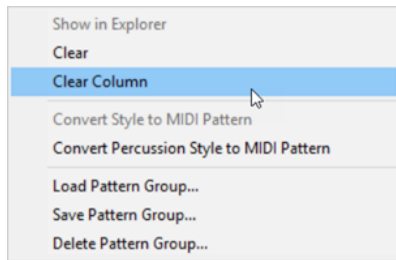 Show in Explorer
Clear
Clear Column
Convert Style to MIDI Pattern
Convert Percussion Style to MIDI Pattern
Load Pattern Group...
Save Pattern Group...
Delete Pattern Group...